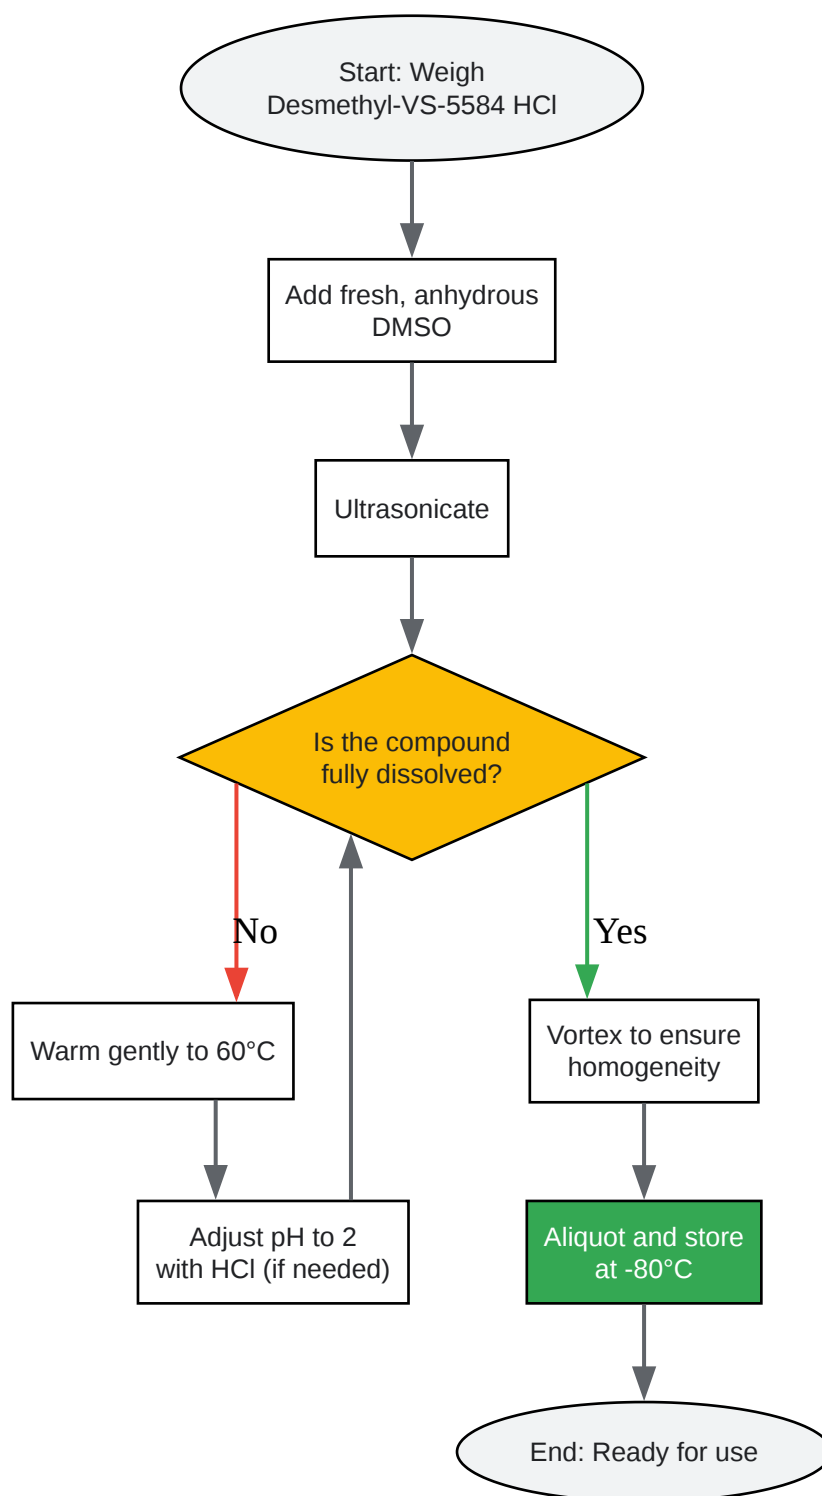 Start: Weigh
Desmethyl-VS-5584 HCl
Add fresh, anhydrous
DMSO
Ultrasonicate
Is the compound
fully dissolved?
No
Yes
Warm gently to 60°C
Vortex to ensure
homogeneity
Adjust pH to 2
with HCl (if needed)
Aliquot and store
at -80°C
End: Ready for use